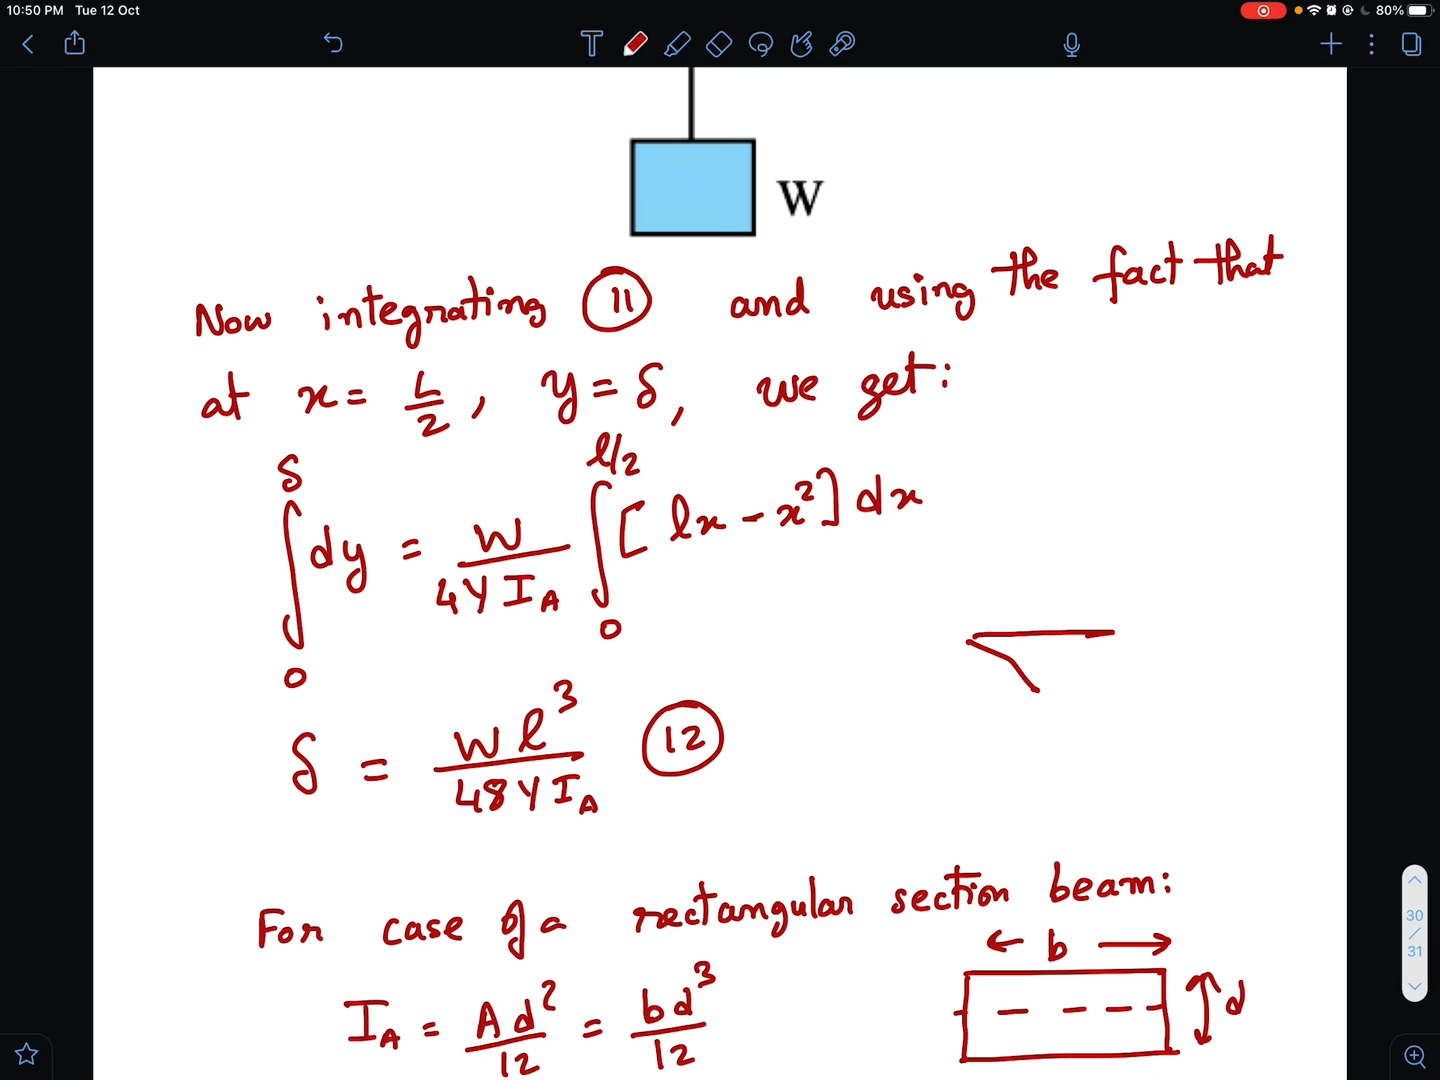 10:50 PM Tue 12 Oct
80%
W
Now integrating (11) and using the fact that
at x = L/2, y = δ, we get:
∫₀^δ dy = W/(4YI_A) ∫₀^(l/2) [lx - x²] dx
δ = Wl³/(48YI_A) (12)
For case of a rectangular section beam:
← b →
I_A = Ad²/12 = bd³/12
d
30
/
31